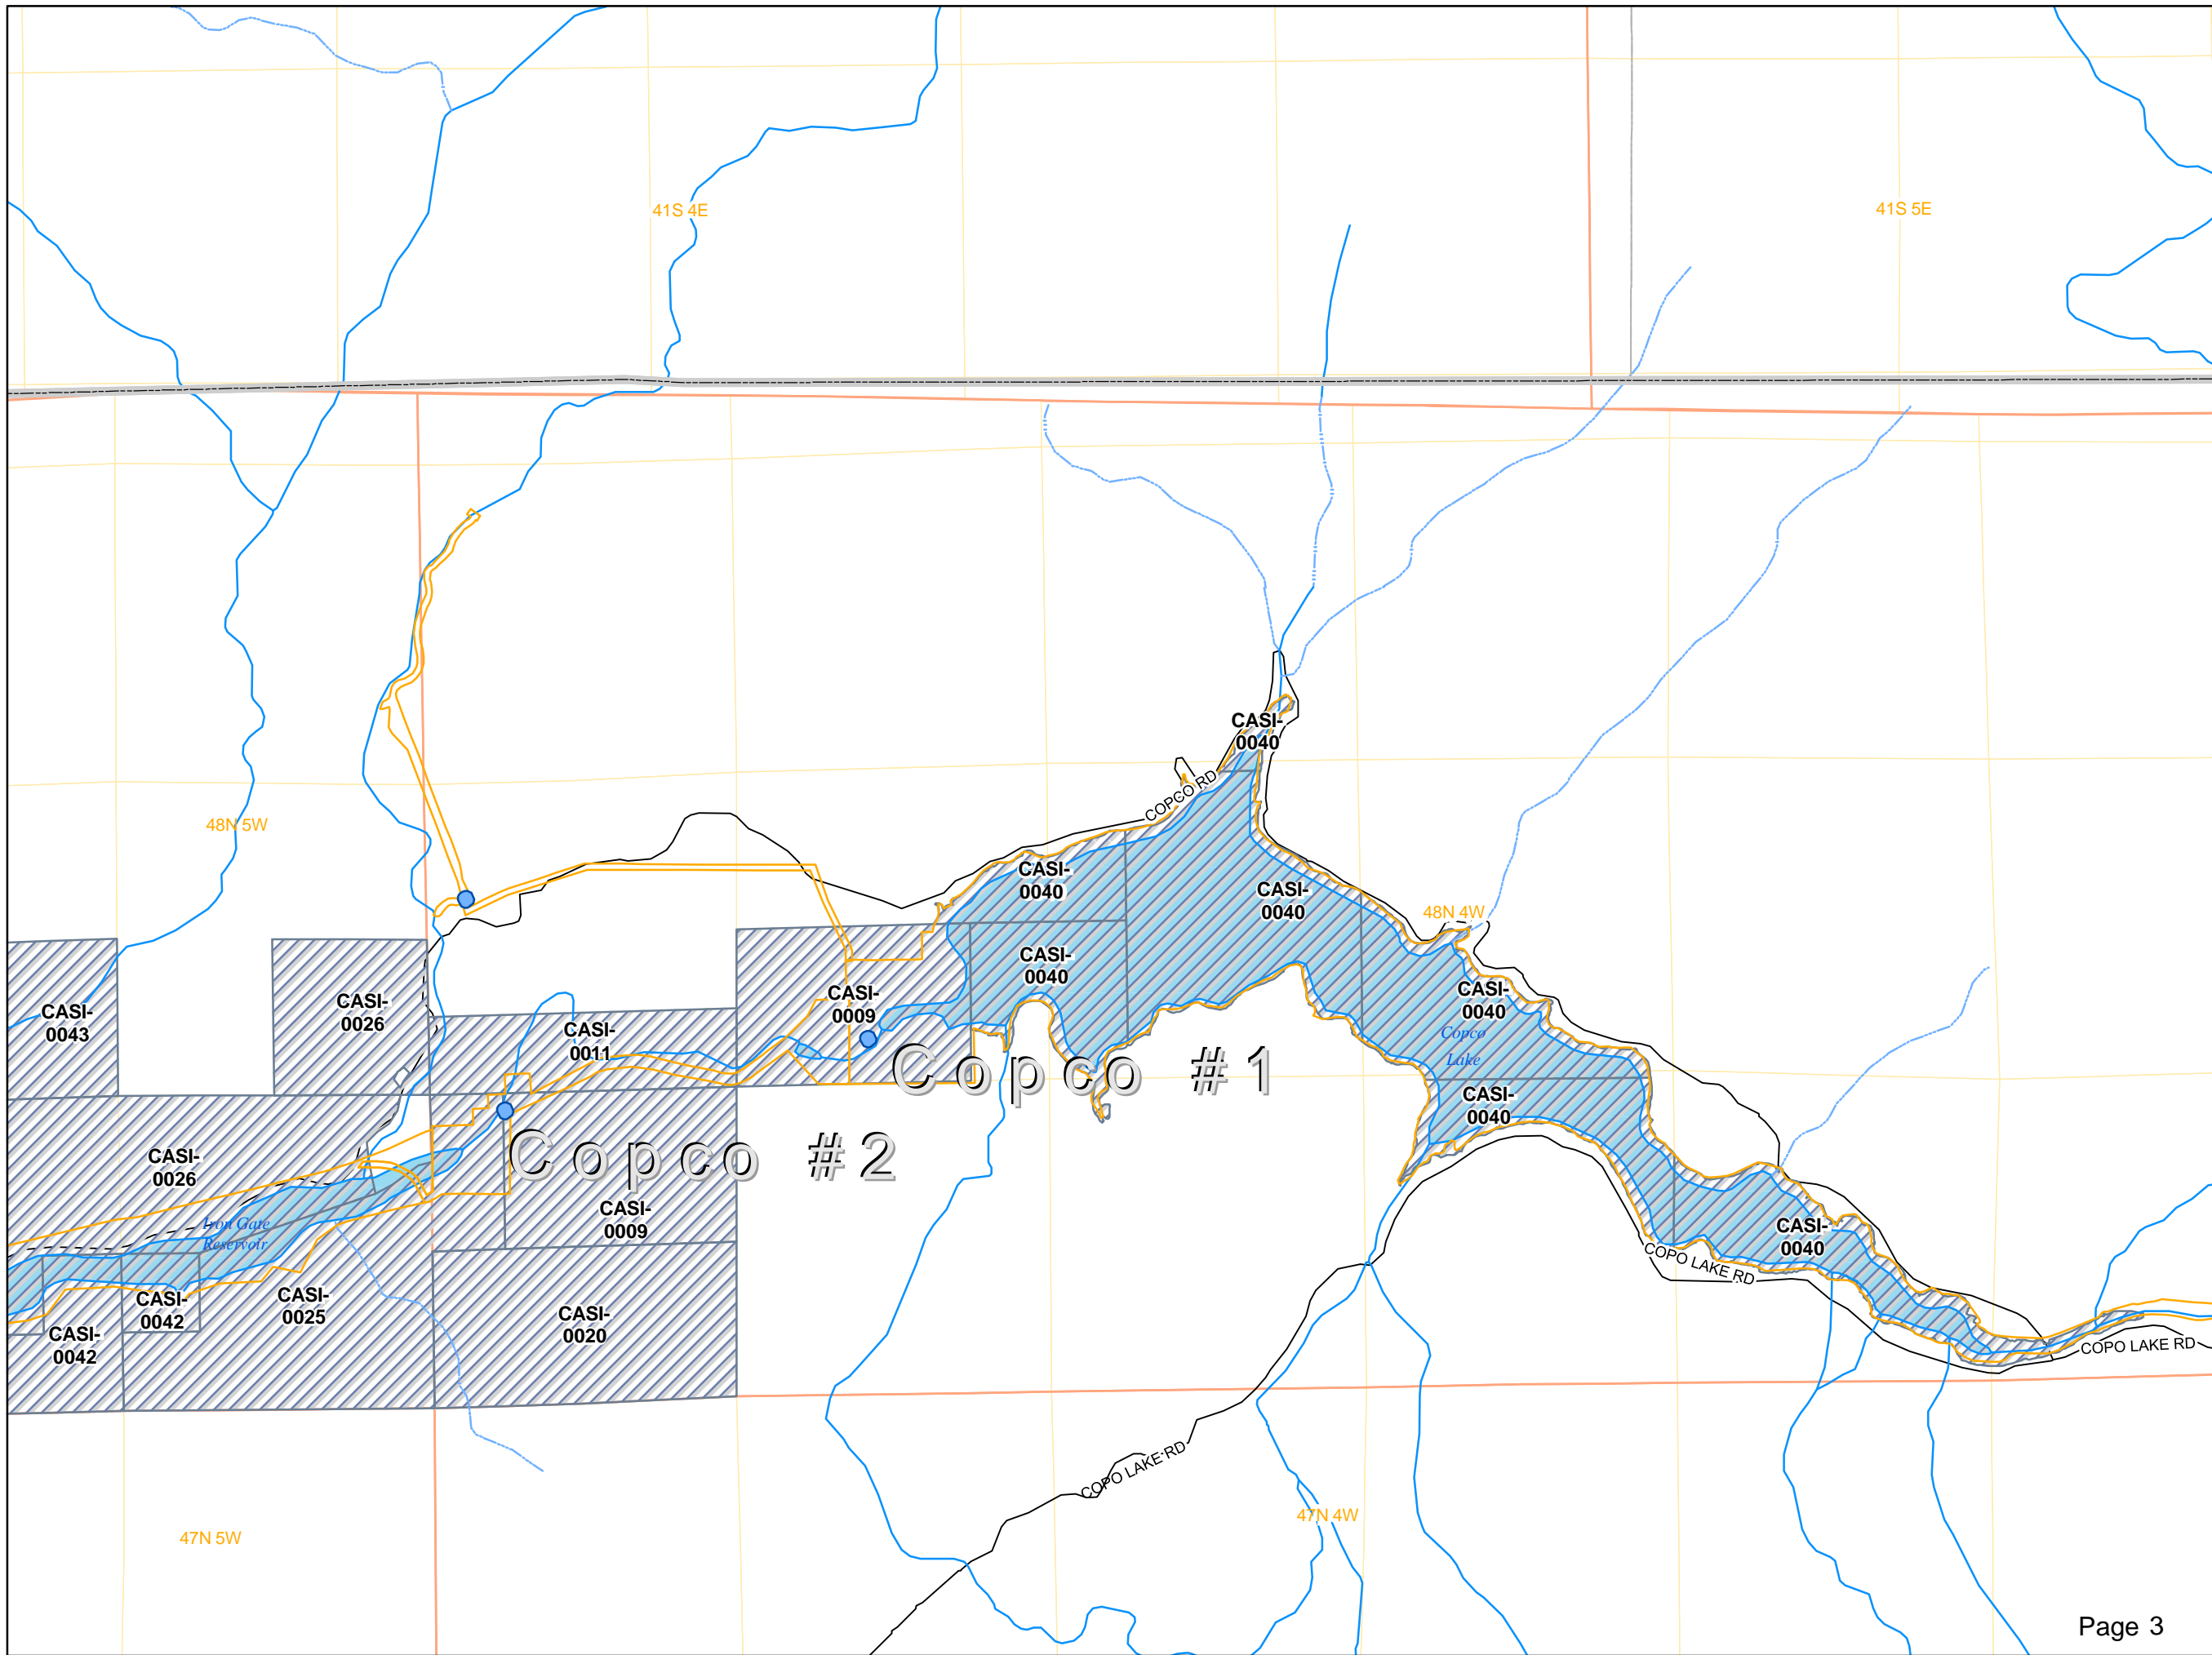 41S 4E
41S 5E
CASI-
0040
COPCO RD
48N 5W
CASI-
0040
CASI-
0040
48N 4W
CASI-
0040
CASI-
0009
CASI-
0040
CASI-
0026
CASI-
0043
CASI-
0011
Copco
Lake
Copco #1
CASI-
0040
Copco #2
CASI-
0026
CASI-
0009
Iron Gate
Reservoir
CASI-
0040
COPO LAKE RD
CASI-
0042
CASI-
0025
CASI-
0020
CASI-
0042
COPO LAKE RD
COPO LAKE RD
47N 4W
47N 5W
Page 3